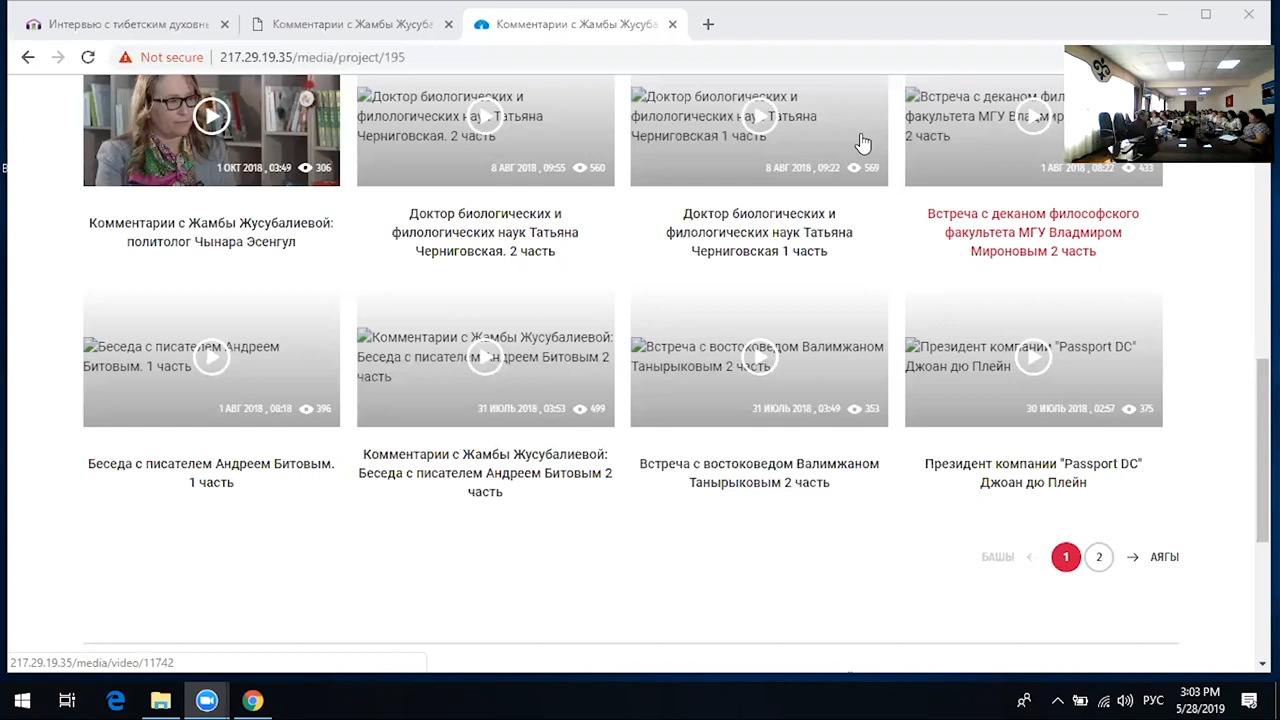 Интервью с тибетским духовнь
Комментарии с Жамбы Жусуба
Комментарии с Жамбы Жусуб
Not secure
217.29.19.35/media/project/195
1 ОКТ 2018 , 03:49 306
Комментарии с Жамбы Жусубалиевой:
политолог Чынара Эсенгул
Доктор биологических и
филологических наук Татьяна
Черниговская. 2 часть
8 АВГ 2018 , 09:55 560
Доктор биологических и
филологических наук Татьяна
Черниговская. 2 часть
Доктор биологических и
филологических наук Татьяна
Черниговская 1 часть
8 АВГ 2018 , 09:22 569
Доктор биологических и
филологических наук Татьяна
Черниговская 1 часть
Встреча с деканом фил
факультета МГУ Владмир
2 часть
1 АВГ 2018 , 08:22 433
Встреча с деканом философского
факультета МГУ Владмиром
Мироновым 2 часть
Беседа с писателем Андреем
Битовым. 1 часть
1 АВГ 2018 , 08:18 396
Беседа с писателем Андреем Битовым.
1 часть
Комментарии с Жамбы Жусубалиевой:
Беседа с писателем Андреем Битовым 2
часть
31 ИЮЛЬ 2018 , 03:53 499
Комментарии с Жамбы Жусубалиевой:
Беседа с писателем Андреем Битовым 2
часть
Встреча с востоковедом Валимжаном
Танырыковым 2 часть
31 ИЮЛЬ 2018 , 03:49 353
Встреча с востоковедом Валимжаном
Танырыковым 2 часть
Президент компании "Passport DC"
Джоан дю Плейн
30 ИЮЛЬ 2018 , 02:57 375
Президент компании "Passport DC"
Джоан дю Плейн
БАШЫ ← 1 2 → АЯГЫ
217.29.19.35/media/video/11742
РУС
3:03 PM
5/28/2019